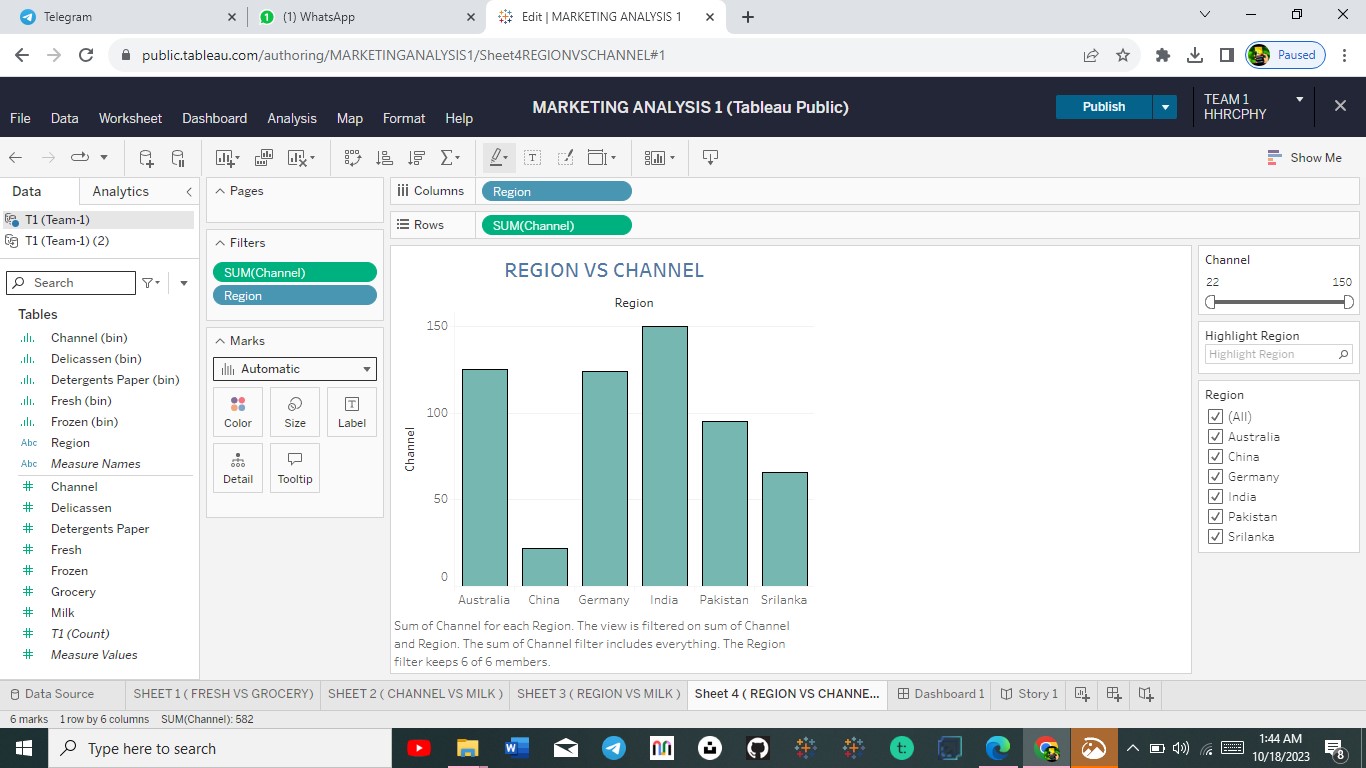 Telegram
(1) WhatsApp
Edit | MARKETING ANALYSIS 1
public.tableau.com/authoring/MARKETINGANALYSIS1/Sheet4REGIONVSCHANNEL#1
Paused
MARKETING ANALYSIS 1 (Tableau Public)
File Data Worksheet Dashboard Analysis Map Format Help
Publish
TEAM 1
HHRCPHY
Show Me
Data Analytics
T1 (Team-1)
T1 (Team-1) (2)
Search
Tables
Channel (bin)
Delicassen (bin)
Detergents Paper (bin)
Fresh (bin)
Frozen (bin)
Abc Region
Abc Measure Names
# Channel
# Delicassen
# Detergents Paper
# Fresh
# Frozen
# Grocery
# Milk
# T1 (Count)
# Measure Values
Pages
Filters
SUM(Channel)
Region
Marks
Automatic
Color Size Label
Detail Tooltip
Columns Region
Rows SUM(Channel)
REGION VS CHANNEL
Region
150
100
50
0
Channel
Australia China Germany India Pakistan Srilanka
Sum of Channel for each Region. The view is filtered on sum of Channel
and Region. The sum of Channel filter includes everything. The Region
filter keeps 6 of 6 members.
Channel
22 150
Highlight Region
Highlight Region
Region
(All)
Australia
China
Germany
India
Pakistan
Srilanka
Data Source SHEET 1 ( FRESH VS GROCERY) SHEET 2 ( CHANNEL VS MILK ) SHEET 3 ( REGION VS MILK ) Sheet 4 ( REGION VS CHANNE... Dashboard 1 Story 1
6 marks 1 row by 6 columns SUM(Channel): 582
Type here to search
1:44 AM
10/18/2023
8